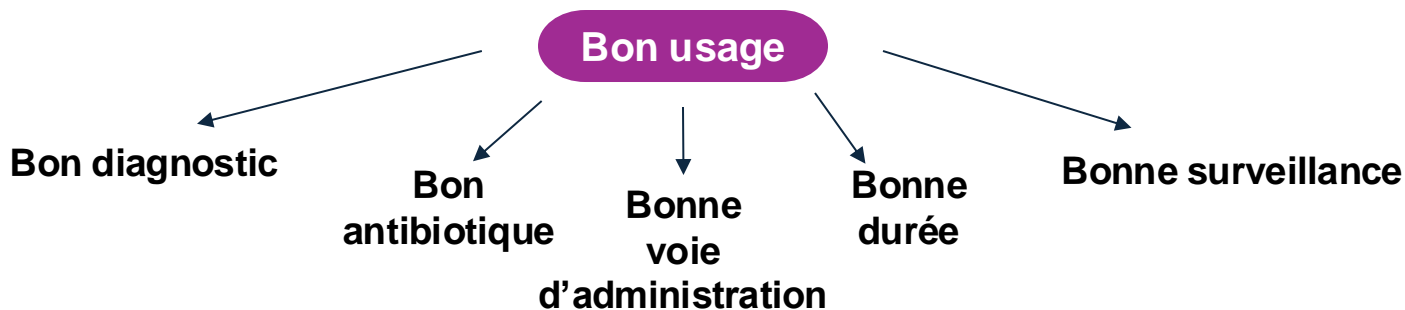 Bon usage
Bon diagnostic
Bon
antibiotique
Bonne
voie
d’administration
Bonne
durée
Bonne surveillance